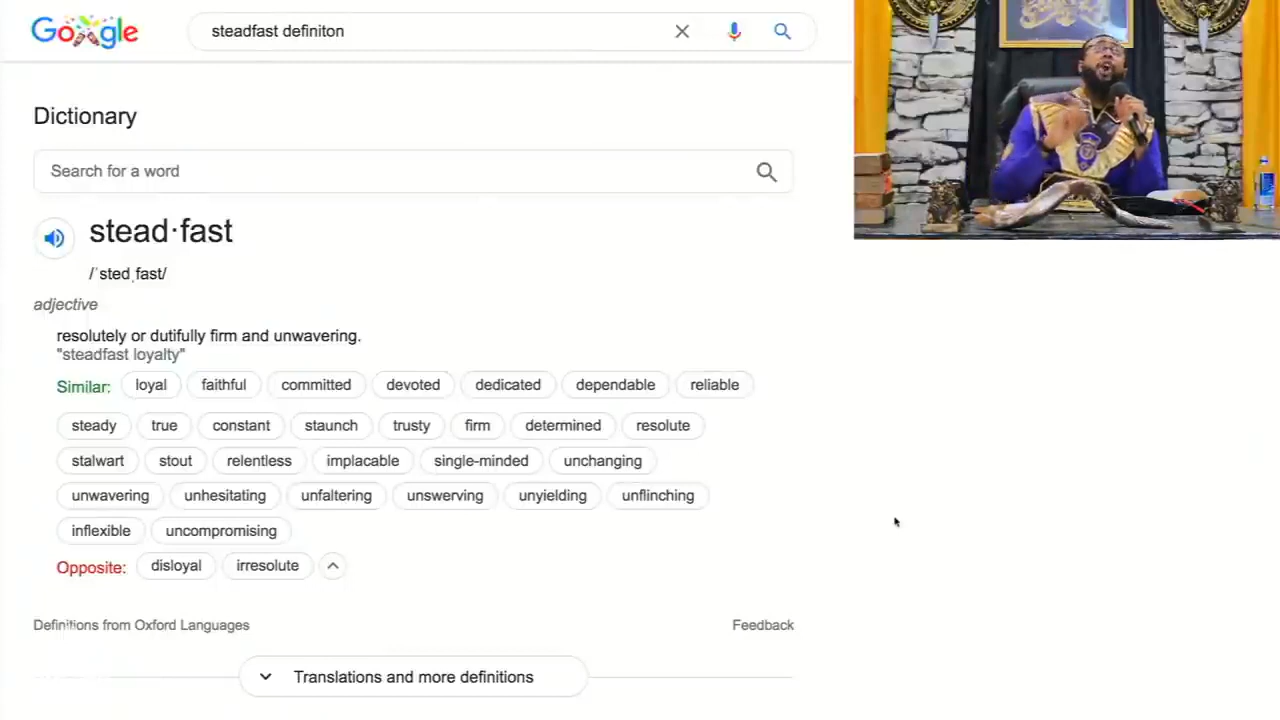 Google
steadfast definiton
Dictionary
Search for a word
stead·fast
/ˈstedˌfast/
adjective
resolutely or dutifully firm and unwavering.
"steadfast loyalty"
Similar: loyal faithful committed devoted dedicated dependable reliable
steady true constant staunch trusty firm determined resolute
stalwart stout relentless implacable single-minded unchanging
unwavering unhesitating unfaltering unswerving unyielding unflinching
inflexible uncompromising
Opposite: disloyal irresolute
Definitions from Oxford Languages Feedback
Translations and more definitions